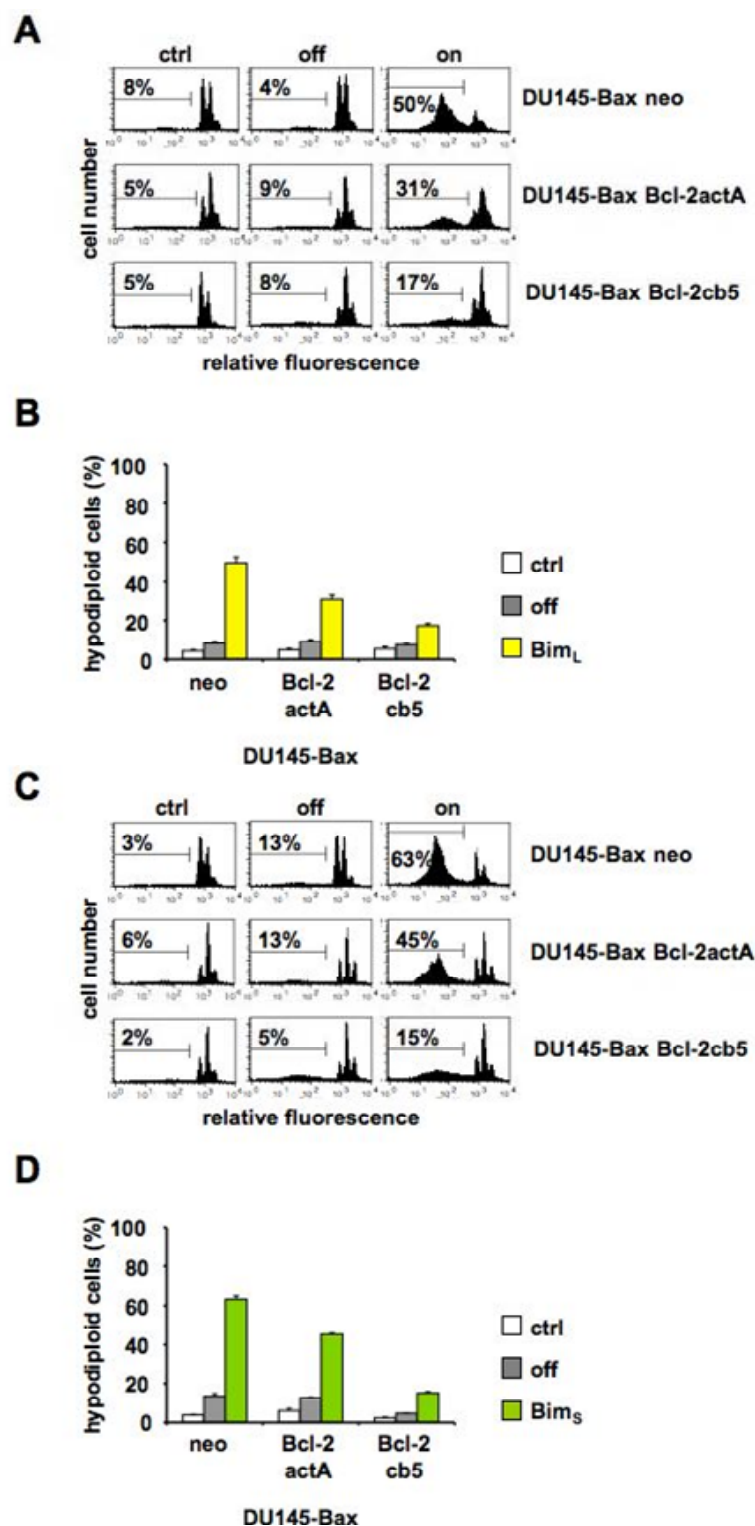 A
ctrl off on
8% 4% 50% DU145-Bax neo
5% 9% 31% DU145-Bax Bcl-2actA
5% 8% 17% DU145-Bax Bcl-2cb5
cell number
relative fluorescence
B
hypodiploid cells (%)
100
80
60
40
20
0
neo Bcl-2 Bcl-2
actA cb5
DU145-Bax
ctrl
off
BimL
C
ctrl off on
3% 13% 63% DU145-Bax neo
6% 13% 45% DU145-Bax Bcl-2actA
2% 5% 15% DU145-Bax Bcl-2cb5
cell number
relative fluorescence
D
hypodiploid cells (%)
100
80
60
40
20
0
neo Bcl-2 Bcl-2
actA cb5
DU145-Bax
ctrl
off
BimS